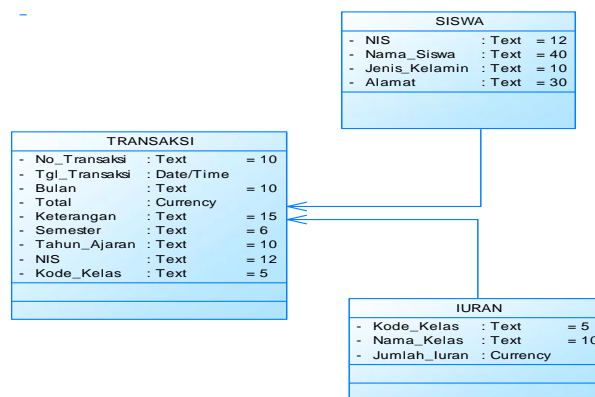 SISWA
- NIS : Text = 12
- Nama_Siswa : Text = 40
- Jenis_Kelamin : Text = 10
- Alamat : Text = 30
TRANSAKSI
- No_Transaksi : Text = 10
- Tgl_Transaksi : Date/Time
- Bulan : Text = 10
- Total : Currency
- Keterangan : Text = 15
- Semester : Text = 6
- Tahun_Ajaran : Text = 10
- NIS : Text = 12
- Kode_Kelas : Text = 5
IURAN
- Kode_Kelas : Text = 5
- Nama_Kelas : Text = 10
- Jumlah_Iuran : Currency